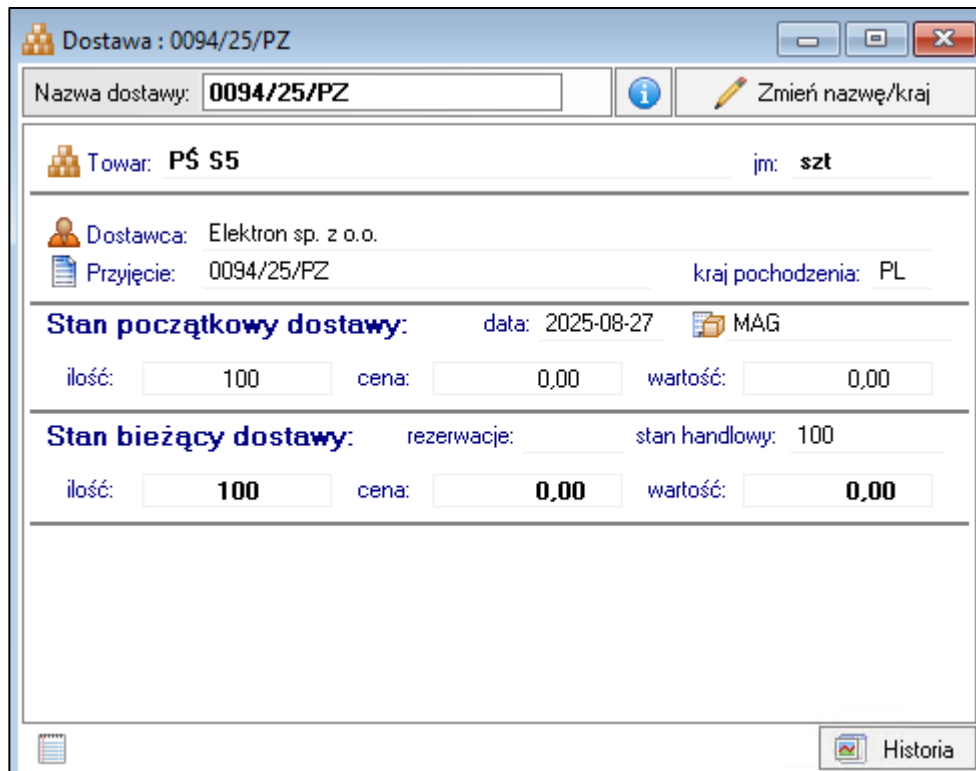 Dostawa : 0094/25/PZ
Nazwa dostawy: 0094/25/PZ Zmień nazwę/kraj
Towar: PŚ S5 jm: szt
Dostawca: Elektron sp. z o.o.
Przyjęcie: 0094/25/PZ kraj pochodzenia: PL
Stan początkowy dostawy: data: 2025-08-27 MAG
ilość: 100 cena: 0,00 wartość: 0,00
Stan bieżący dostawy: rezerwacje: stan handlowy: 100
ilość: 100 cena: 0,00 wartość: 0,00
Historia